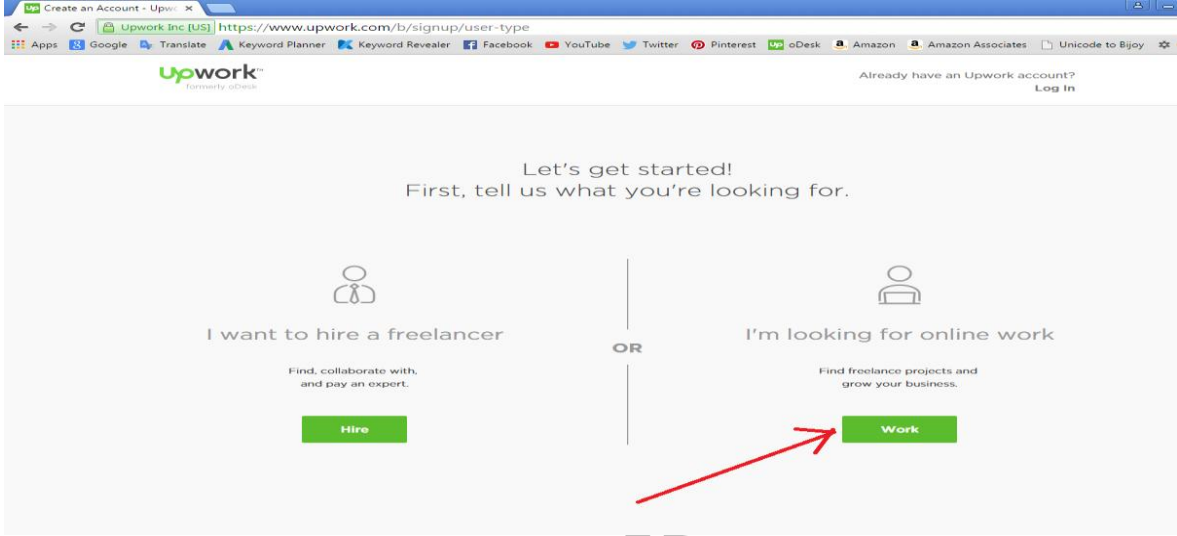 Create an Account - Upwo
Upwork Inc [US] https://www.upwork.com/b/signup/user-type
Apps Google Translate Keyword Planner Keyword Revealer Facebook YouTube Twitter Pinterest oDesk Amazon Amazon Associates Unicode to Bijoy
Upwork™
formerly oDesk
Already have an Upwork account?
Log In
Let's get started!
First, tell us what you're looking for.
I want to hire a freelancer
Find, collaborate with,
and pay an expert.
Hire
OR
I'm looking for online work
Find freelance projects and
grow your business.
Work